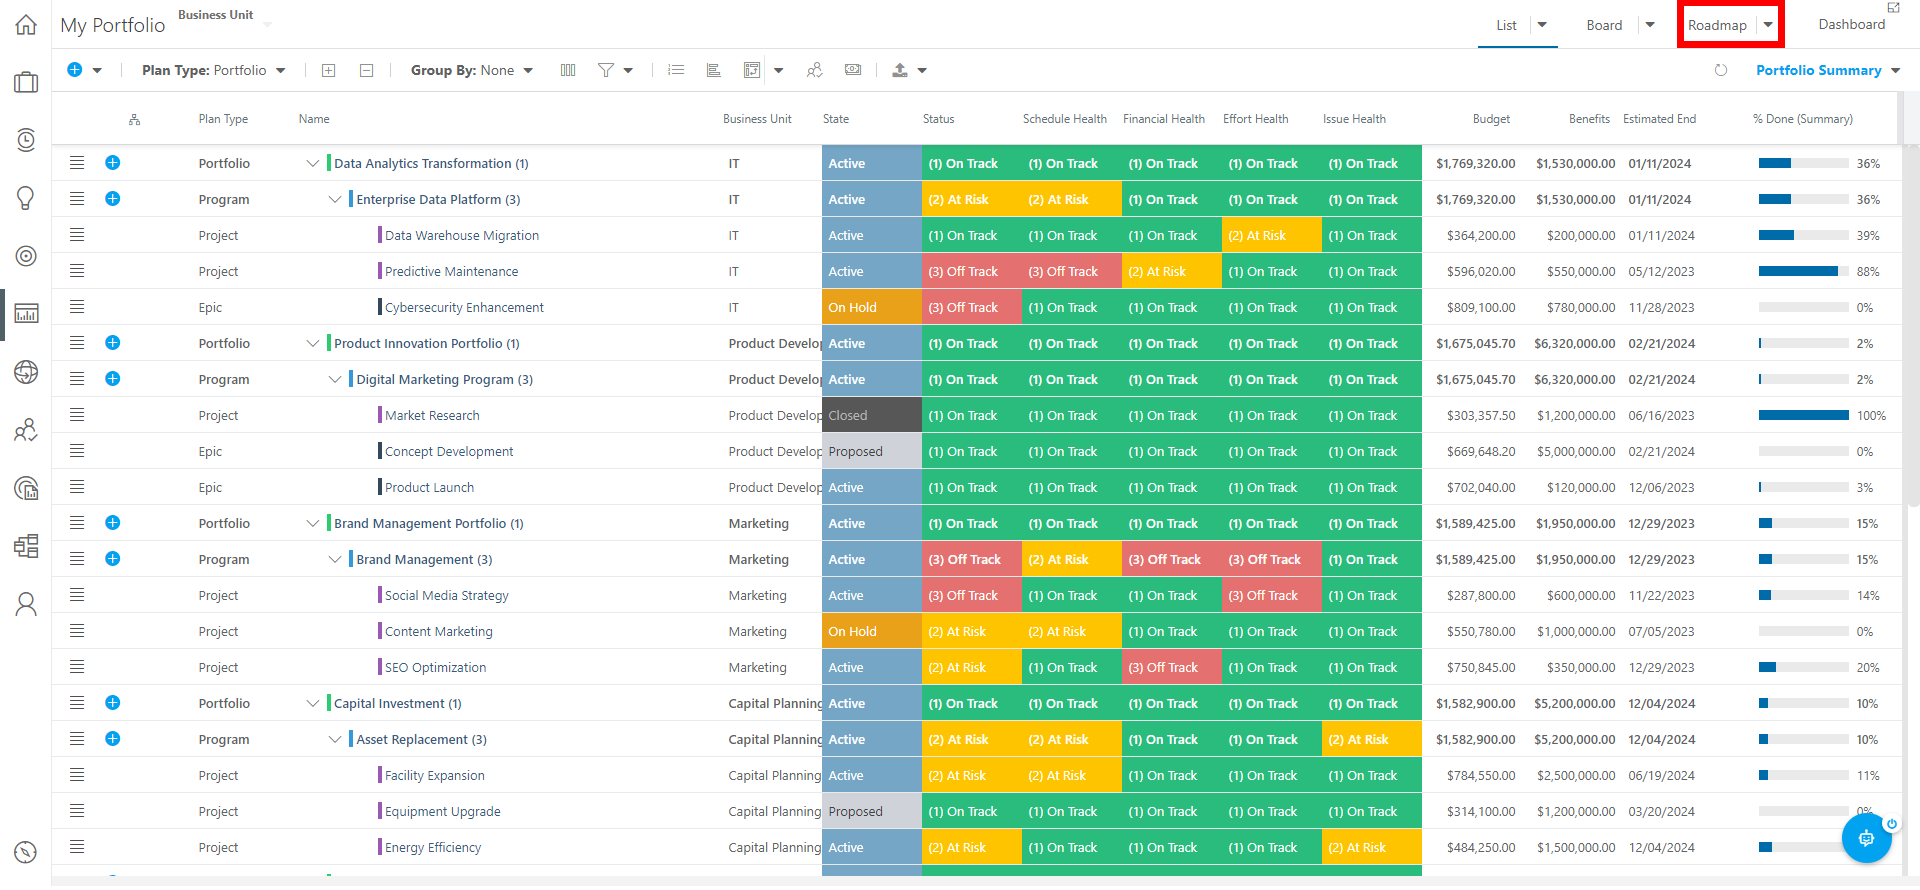 My Portfolio Business Unit
List Board Roadmap Dashboard
Plan Type: Portfolio Group By: None Portfolio Summary
Plan Type Name Business Unit State Status Schedule Health Financial Health Effort Health Issue Health Budget Benefits Estimated End % Done (Summary)
Portfolio Data Analytics Transformation (1) IT Active (1) On Track (1) On Track (1) On Track (1) On Track (1) On Track $1,769,320.00 $1,530,000.00 01/11/2024 36%
Program Enterprise Data Platform (3) IT Active (2) At Risk (2) At Risk (1) On Track (1) On Track (1) On Track $1,769,320.00 $1,530,000.00 01/11/2024 36%
Project Data Warehouse Migration IT Active (1) On Track (1) On Track (1) On Track (2) At Risk (1) On Track $364,200.00 $200,000.00 01/11/2024 39%
Project Predictive Maintenance IT Active (3) Off Track (3) Off Track (2) At Risk (1) On Track (1) On Track $596,020.00 $550,000.00 05/12/2023 88%
Epic Cybersecurity Enhancement IT On Hold (3) Off Track (1) On Track (1) On Track (1) On Track (1) On Track $809,100.00 $780,000.00 11/28/2023 0%
Portfolio Product Innovation Portfolio (1) Product Develop Active (1) On Track (1) On Track (1) On Track (1) On Track (1) On Track $1,675,045.70 $6,320,000.00 02/21/2024 2%
Program Digital Marketing Program (3) Product Develop Active (1) On Track (1) On Track (1) On Track (1) On Track (1) On Track $1,675,045.70 $6,320,000.00 02/21/2024 2%
Project Market Research Product Develop Closed (1) On Track (1) On Track (1) On Track (1) On Track (1) On Track $303,357.50 $1,200,000.00 06/16/2023 100%
Epic Concept Development Product Develop Proposed (1) On Track (1) On Track (1) On Track (1) On Track (1) On Track $669,648.20 $5,000,000.00 02/21/2024 0%
Epic Product Launch Product Develop Active (1) On Track (1) On Track (1) On Track (1) On Track (1) On Track $702,040.00 $120,000.00 12/06/2023 3%
Portfolio Brand Management Portfolio (1) Marketing Active (1) On Track (1) On Track (1) On Track (1) On Track (1) On Track $1,589,425.00 $1,950,000.00 12/29/2023 15%
Program Brand Management (3) Marketing Active (3) Off Track (2) At Risk (3) Off Track (3) Off Track (1) On Track $1,589,425.00 $1,950,000.00 12/29/2023 15%
Project Social Media Strategy Marketing Active (3) Off Track (1) On Track (1) On Track (3) Off Track (1) On Track $287,800.00 $600,000.00 11/22/2023 14%
Project Content Marketing Marketing On Hold (2) At Risk (2) At Risk (1) On Track (1) On Track (1) On Track $550,780.00 $1,000,000.00 07/05/2023 0%
Project SEO Optimization Marketing Active (2) At Risk (1) On Track (3) Off Track (1) On Track (1) On Track $750,845.00 $350,000.00 12/29/2023 20%
Portfolio Capital Investment (1) Capital Planning Active (1) On Track (1) On Track (1) On Track (1) On Track (1) On Track $1,582,900.00 $5,200,000.00 12/04/2024 10%
Program Asset Replacement (3) Capital Planning Active (2) At Risk (2) At Risk (1) On Track (1) On Track (2) At Risk $1,582,900.00 $5,200,000.00 12/04/2024 10%
Project Facility Expansion Capital Planning Active (2) At Risk (2) At Risk (1) On Track (1) On Track (1) On Track $784,550.00 $2,500,000.00 06/19/2024 11%
Project Equipment Upgrade Capital Planning Proposed (1) On Track (1) On Track (1) On Track (1) On Track (1) On Track $314,100.00 $1,200,000.00 03/20/2024 0%
Project Energy Efficiency Capital Planning Active (2) At Risk (1) On Track (1) On Track (1) On Track (2) At Risk $484,250.00 $1,500,000.00 12/04/2024